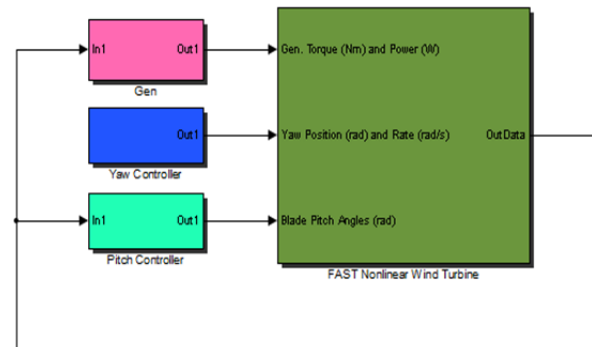 In1 Out1 Gen. Torque (Nm) and Power (W)
Gen
Out1 Yaw Position (rad) and Rate (rad/s) OutData
Yaw Controller
In1 Out1 Blade Pitch Angles (rad)
Pitch Controller
FAST Nonlinear Wind Turbine